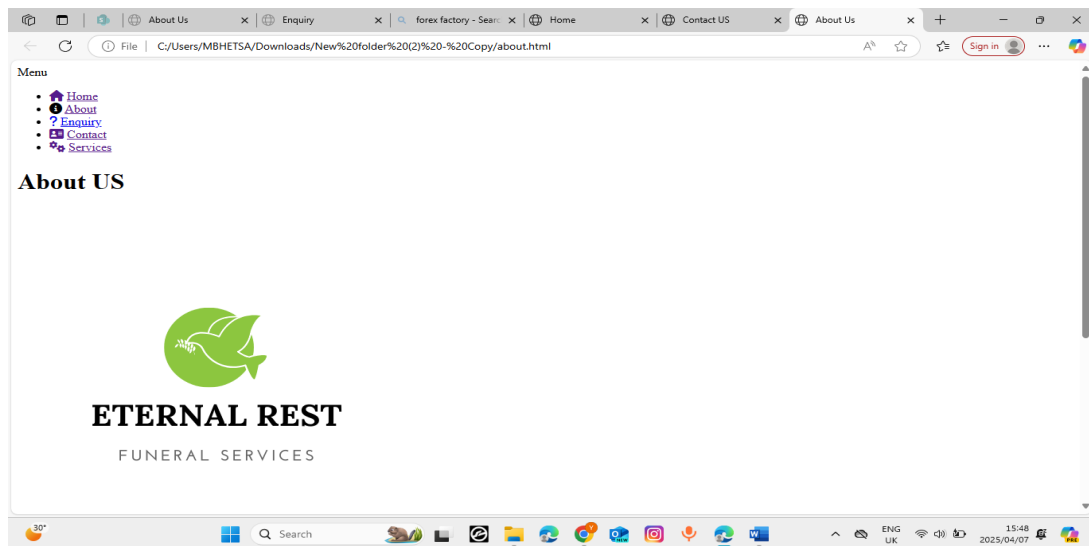 About Us
Enquiry
forex factory - Searc
Home
Contact US
About Us
File
C:/Users/MBHETSA/Downloads/New%20folder%20(2)%20-%20Copy/about.html
Sign in
Menu
Home
About
? Enquiry
Contact
Services
About US
ETERNAL REST
FUNERAL SERVICES
30°
Search
ENG
UK
15:48
2025/04/07